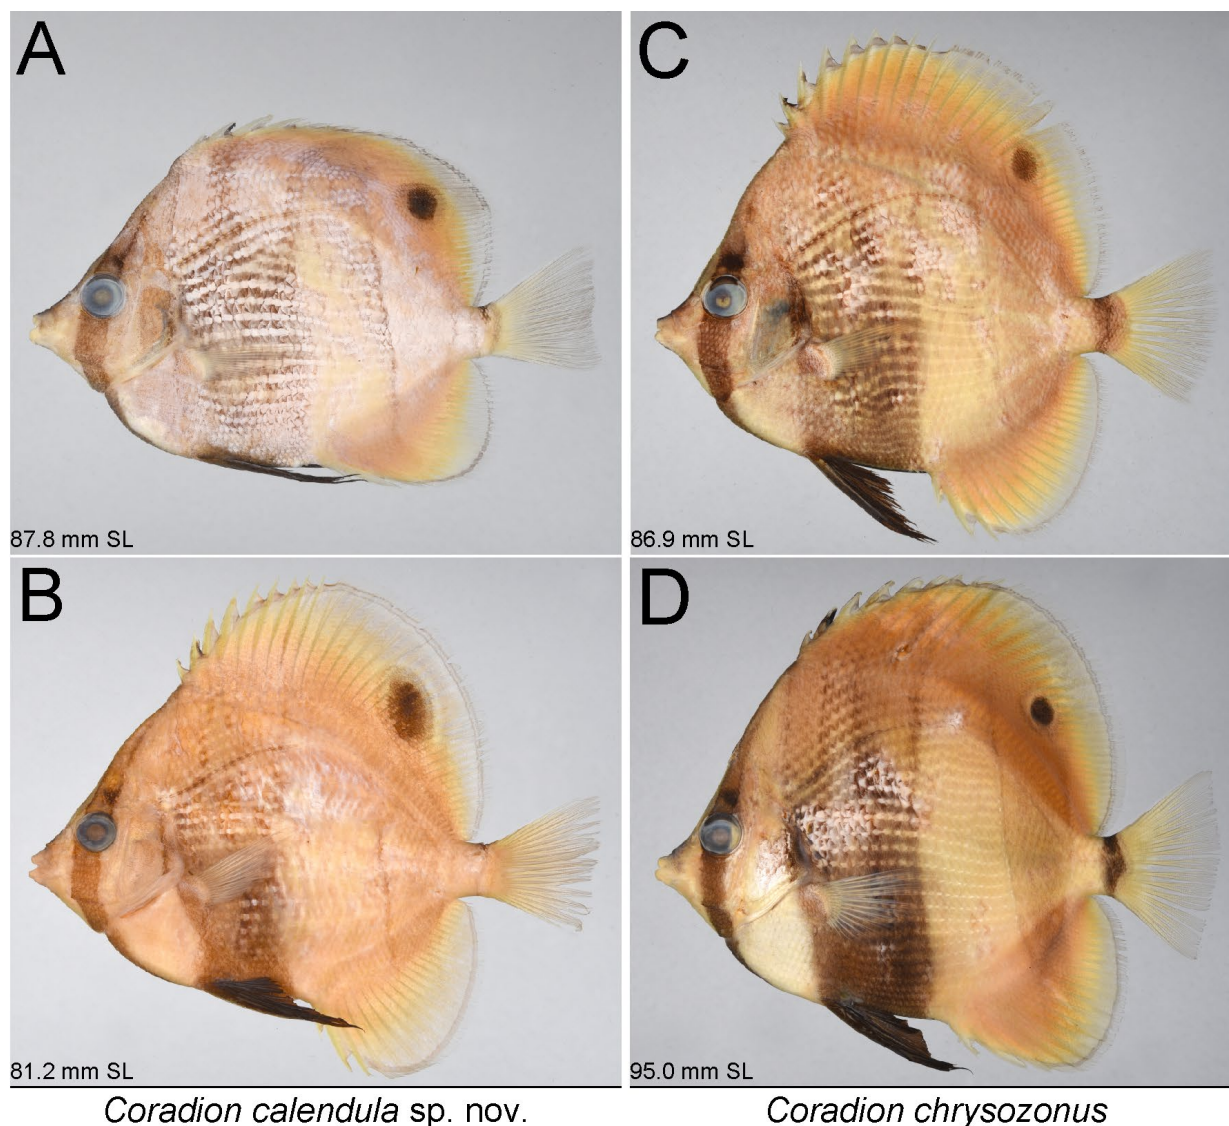 A
87.8 mm SL
C
86.9 mm SL
B
81.2 mm SL
D
95.0 mm SL
Coradion calendula sp. nov.
Coradion chrysozonus